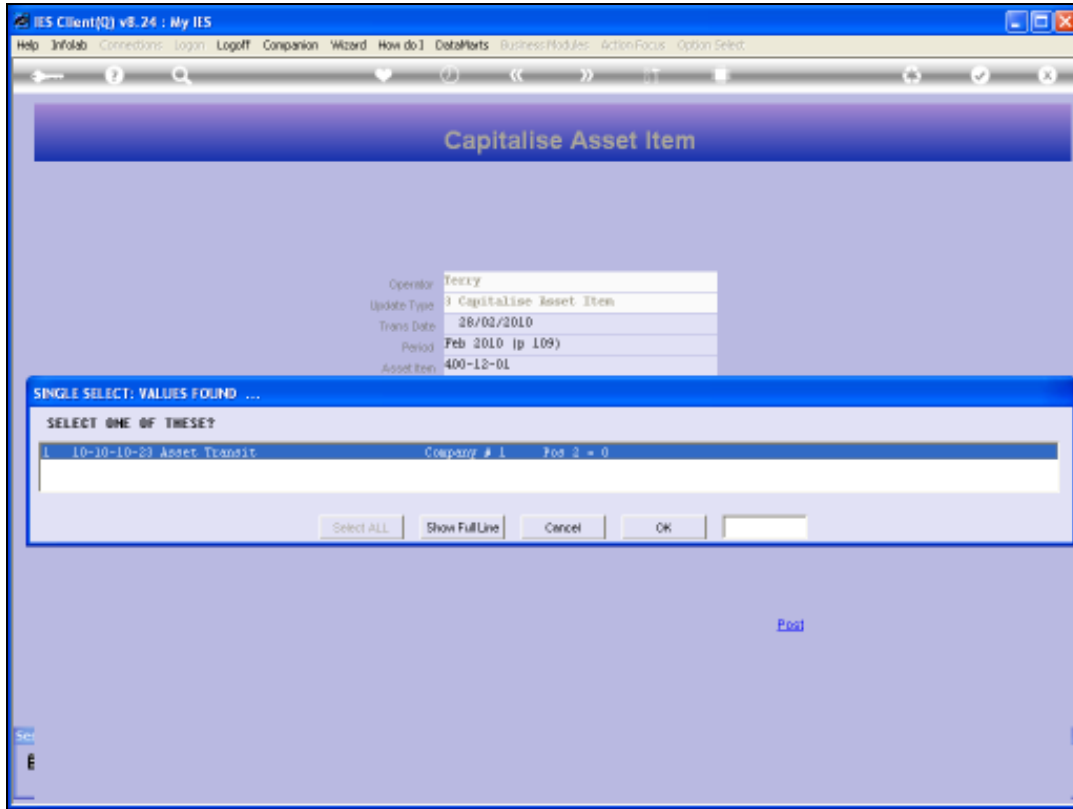 IES Client(Q) v8.24 : My IES
Help Infolab Connections Logon Logoff Companion Wizard How do I DataMarts Business Modules Action Focus Option Select
Capitalise Asset Item
Operator Terry
Update Type 3 Capitalise Asset Item
Trans Date 28/02/2010
Period Feb 2010 (p 109)
Asset Item 400-12-01
SINGLE SELECT: VALUES FOUND ...
SELECT ONE OF THESE?
1 10-10-10-23 Asset Transit Company # 1 Pos 2 = 0
Select ALL Show Full Line Cancel OK
Post
Ses